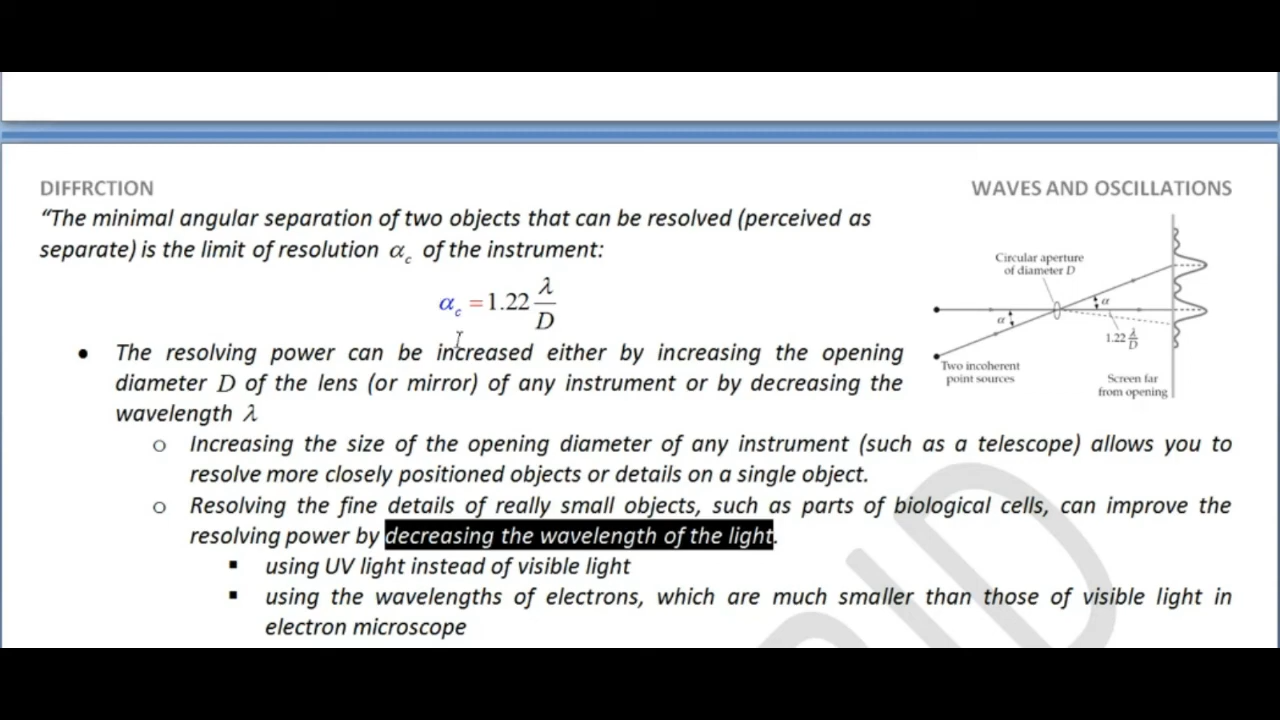 DIFFRCTION
WAVES AND OSCILLATIONS
“The minimal angular separation of two objects that can be resolved (perceived as
separate) is the limit of resolution α_c of the instrument:
α_c = 1.22 λ/D
• The resolving power can be increased either by increasing the opening
diameter D of the lens (or mirror) of any instrument or by decreasing the
wavelength λ
Circular aperture
of diameter D
α
α
1.22 λ/D
Two incoherent
point sources
Screen far
from opening
o Increasing the size of the opening diameter of any instrument (such as a telescope) allows you to
resolve more closely positioned objects or details on a single object.
o Resolving the fine details of really small objects, such as parts of biological cells, can improve the
resolving power by decreasing the wavelength of the light.
▪ using UV light instead of visible light
▪ using the wavelengths of electrons, which are much smaller than those of visible light in
electron microscope